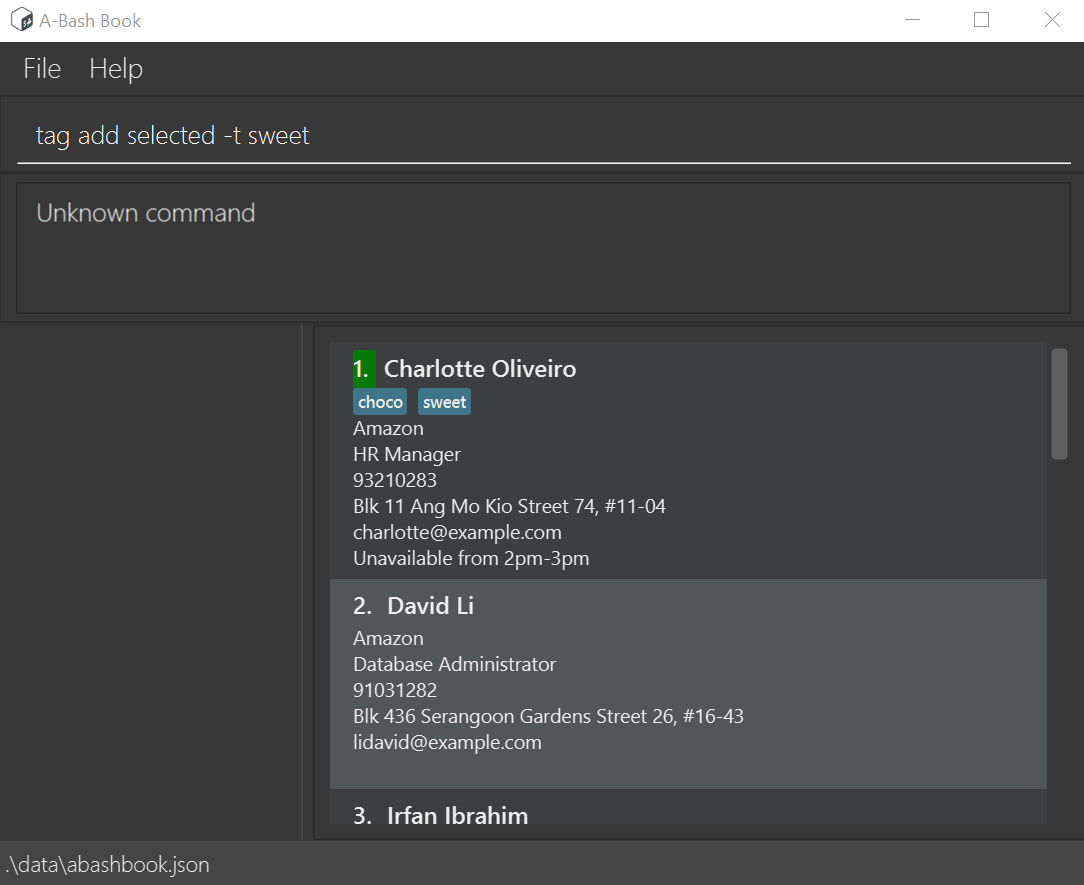 A-Bash Book
File Help
tag add selected -t sweet
Unknown command
1. Charlotte Oliveiro
choco sweet
Amazon
HR Manager
93210283
Blk 11 Ang Mo Kio Street 74, #11-04
charlotte@example.com
Unavailable from 2pm-3pm
2. David Li
Amazon
Database Administrator
91031282
Blk 436 Serangoon Gardens Street 26, #16-43
lidavid@example.com
3. Irfan Ibrahim
.\data\abashbook.json